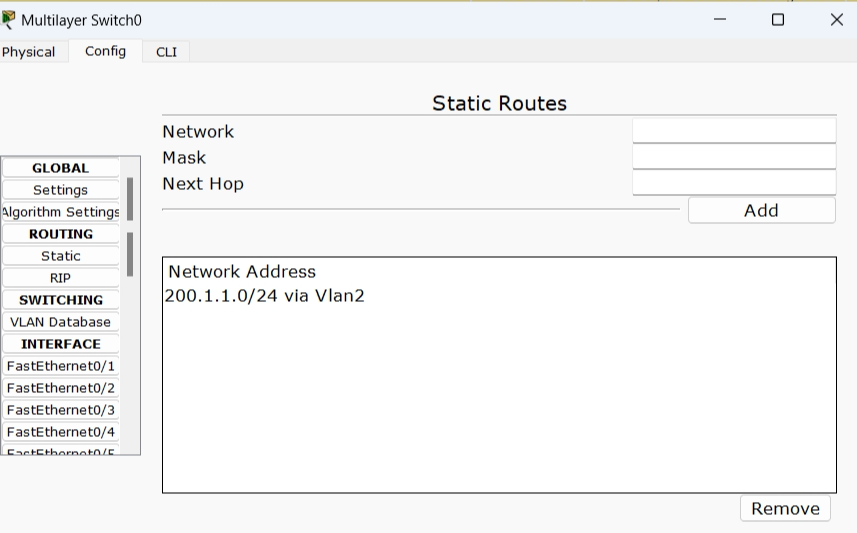 Multilayer Switch0
Physical Config CLI
Static Routes
Network
Mask
Next Hop
Add
GLOBAL
Settings
Algorithm Settings
ROUTING
Static
RIP
SWITCHING
VLAN Database
INTERFACE
FastEthernet0/1
FastEthernet0/2
FastEthernet0/3
FastEthernet0/4
Network Address
200.1.1.0/24 via Vlan2
Remove